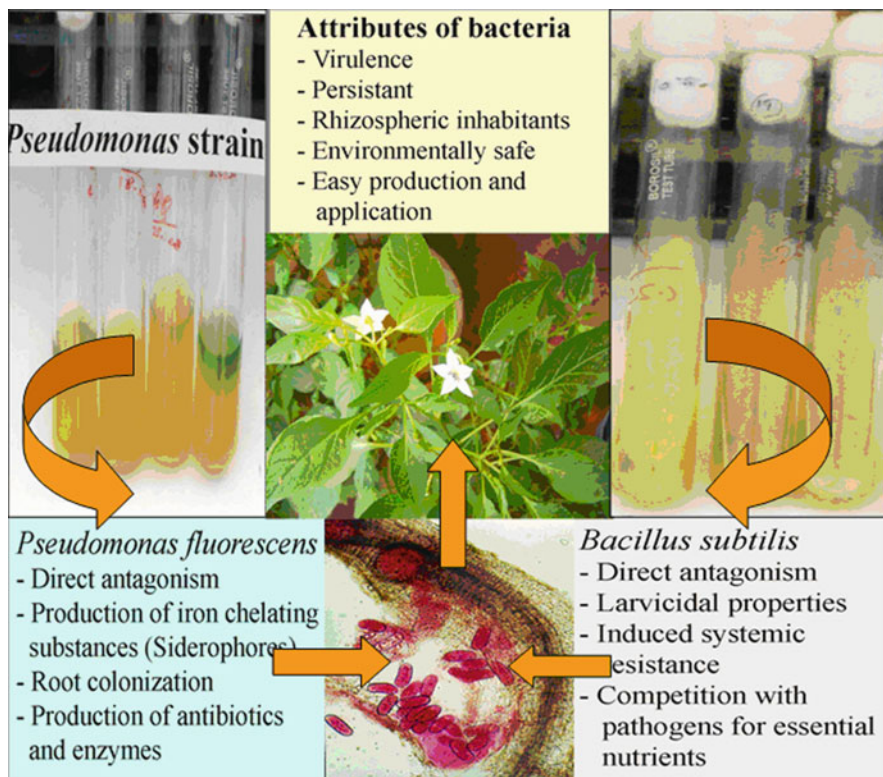 Attributes of bacteria
- Virulence
- Persistant
- Rhizospheric inhabitants
- Environmentally safe
- Easy production and
application
Pseudomonas strain
BOROSIL
TEST TUBE
Pseudomonas fluorescens
- Direct antagonism
- Production of iron chelating
substances (Siderophores)
- Root colonization
- Production of antibiotics
and enzymes
Bacillus subtilis
- Direct antagonism
- Larvicidal properties
- Induced systemic
esistance
- Competition with
pathogens for essential
nutrients